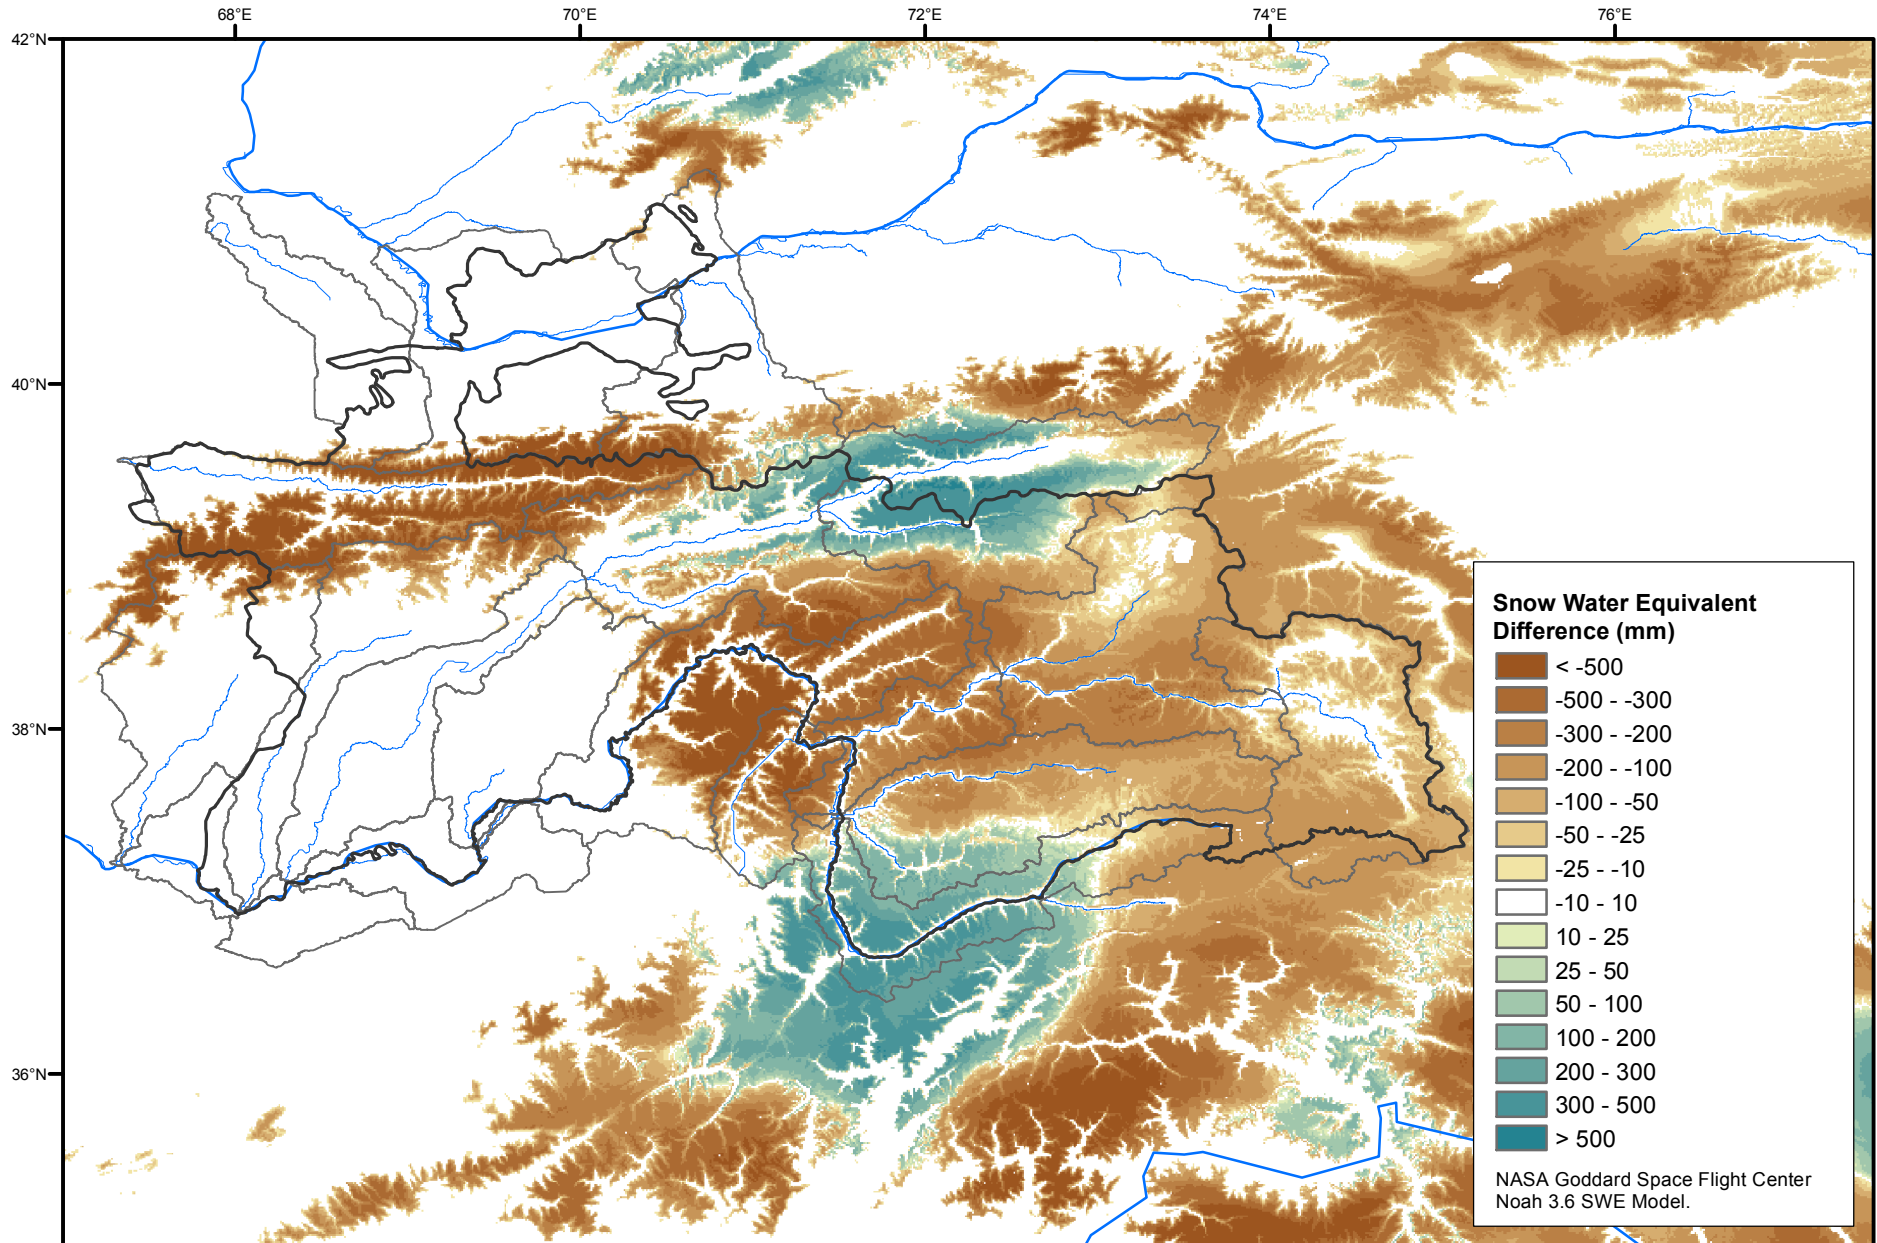 68°E 70°E 72°E 74°E 76°E
42°N
40°N
38°N
36°N
Snow Water Equivalent
Difference (mm)
< -500
-500 - -300
-300 - -200
-200 - -100
-100 - -50
-50 - -25
-25 - -10
-10 - 10
10 - 25
25 - 50
50 - 100
100 - 200
200 - 300
300 - 500
> 500
NASA Goddard Space Flight Center
Noah 3.6 SWE Model.